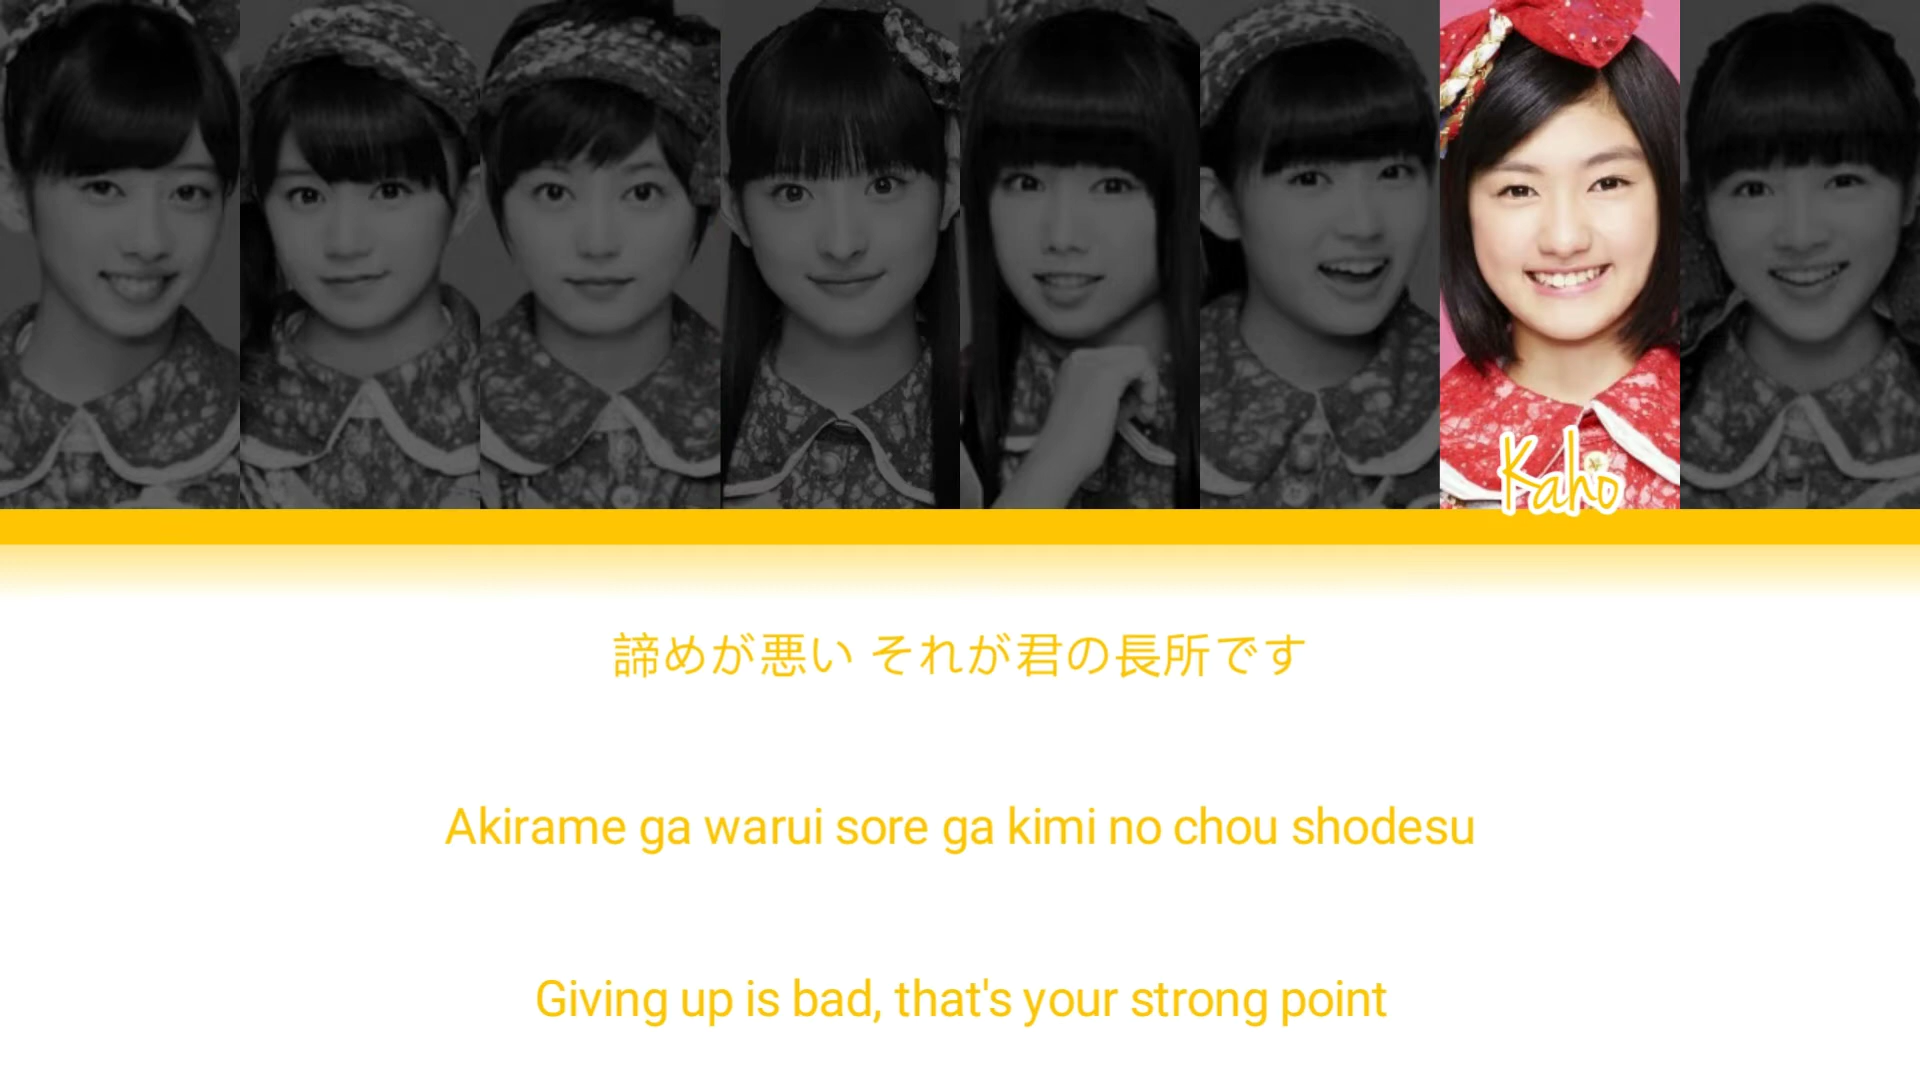 Kaho
諦めが悪い それが君の長所です
Akirame ga warui sore ga kimi no chou shodesu
Giving up is bad, that's your strong point